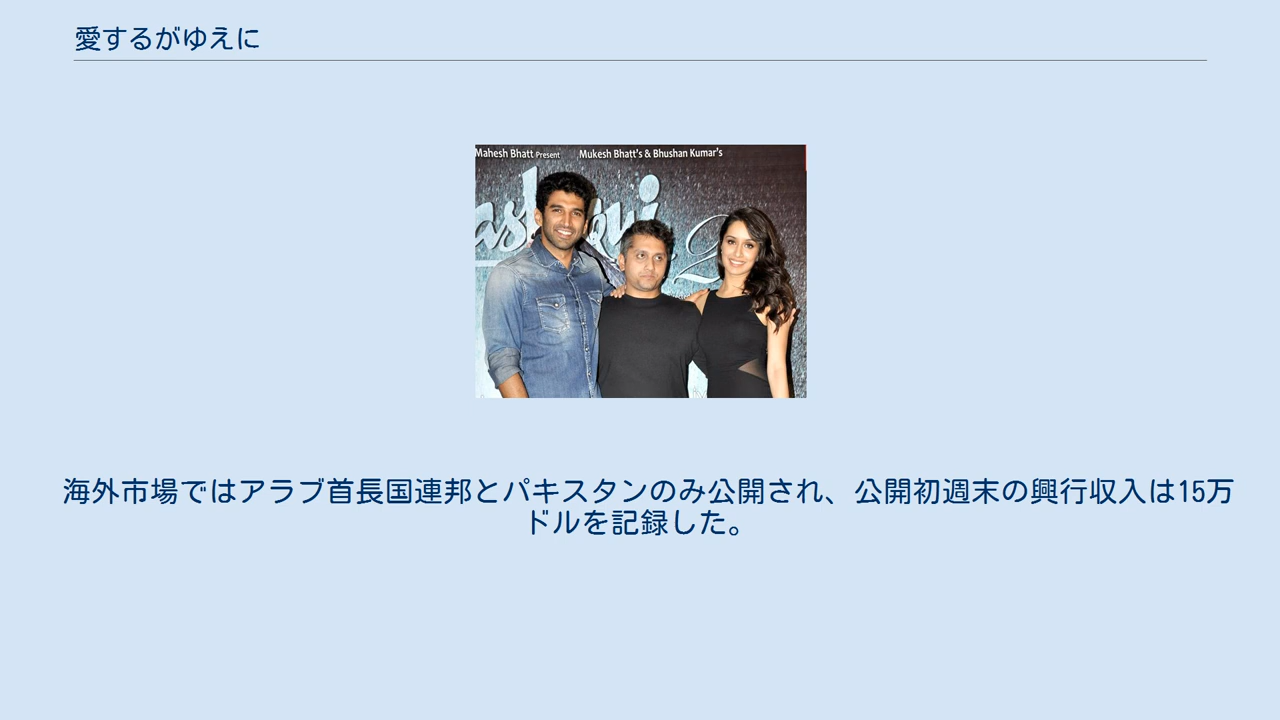 愛するがゆえに
Mahesh Bhatt Present Mukesh Bhatt's & Bhushan Kumar's
ashiqui 2
海外市場ではアラブ首長国連邦とパキスタンのみ公開され、公開初週末の興行収入は15万
ドルを記録した。